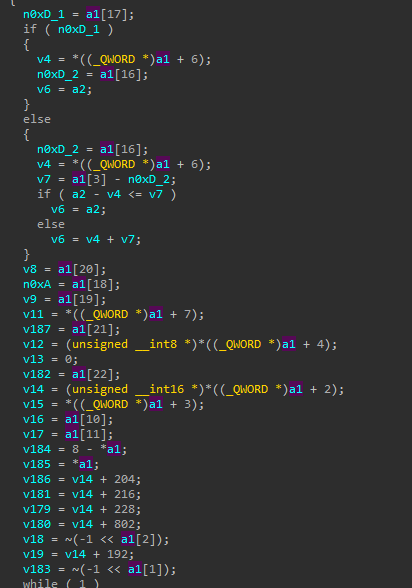 {
n0xD_1 = a1[17];
if ( n0xD_1 )
{
v4 = *((_QWORD *)a1 + 6);
n0xD_2 = a1[16];
v6 = a2;
}
else
{
n0xD_2 = a1[16];
v4 = *((_QWORD *)a1 + 6);
v7 = a1[3] - n0xD_2;
if ( a2 - v4 <= v7 )
v6 = a2;
else
v6 = v4 + v7;
}
v8 = a1[20];
n0xA = a1[18];
v9 = a1[19];
v11 = *((_QWORD *)a1 + 7);
v187 = a1[21];
v12 = (unsigned __int8 *)*((_QWORD *)a1 + 4);
v13 = 0;
v182 = a1[22];
v14 = (unsigned __int16 *)*((_QWORD *)a1 + 2);
v15 = *((_QWORD *)a1 + 3);
v16 = a1[10];
v17 = a1[11];
v184 = 8 - *a1;
v185 = *a1;
v186 = v14 + 204;
v181 = v14 + 216;
v179 = v14 + 228;
v180 = v14 + 802;
v18 = ~(-1 << a1[2]);
v19 = v14 + 192;
v183 = ~(-1 << a1[1]);
while ( 1 )